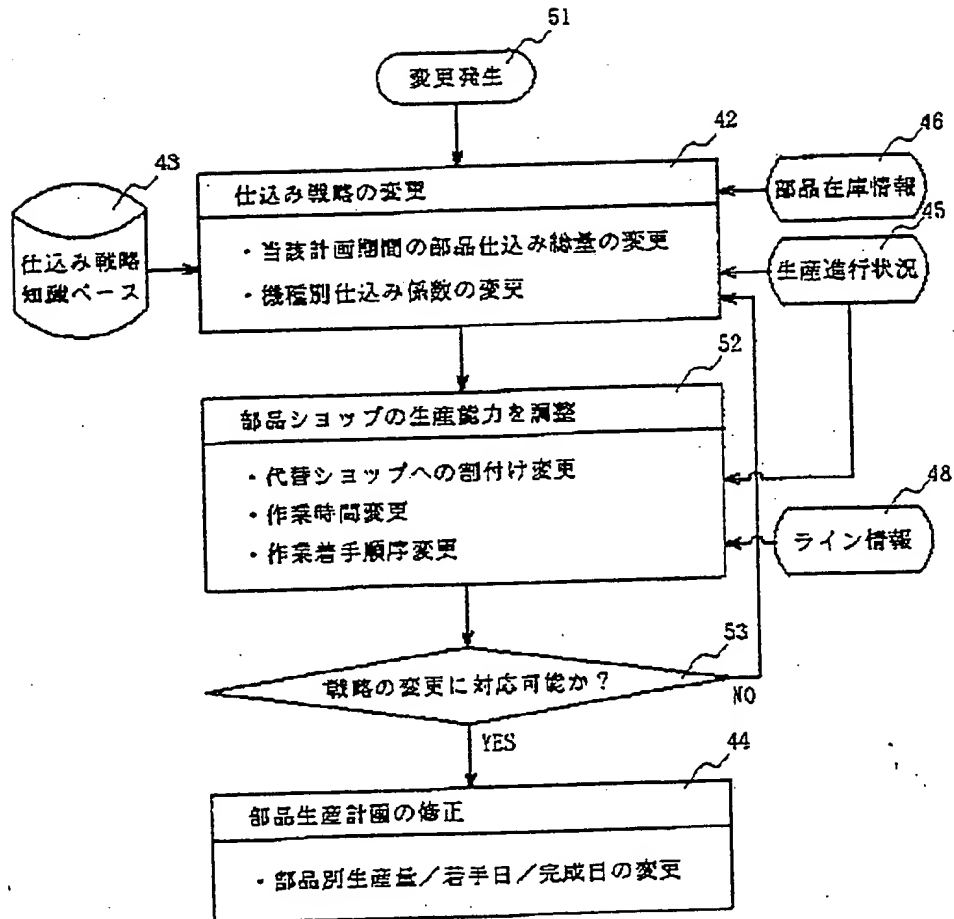 51
変更発生
42
46
43
仕込み戦略の変更
部品在庫情報
45
仕込み戦略
知識ベース
・当該計画期間の部品仕込み総量の変更
・機種別仕込み係数の変更
生産進行状況
52
部品ショップの生産能力を調整
・代替ショップへの割付け変更
・作業時間変更
・作業着手順序変更
48
ライン情報
53
戦略の変更に対応可能か?
NO
YES
44
部品生産計画の修正
・部品別生産量/着手日/完成日の変更